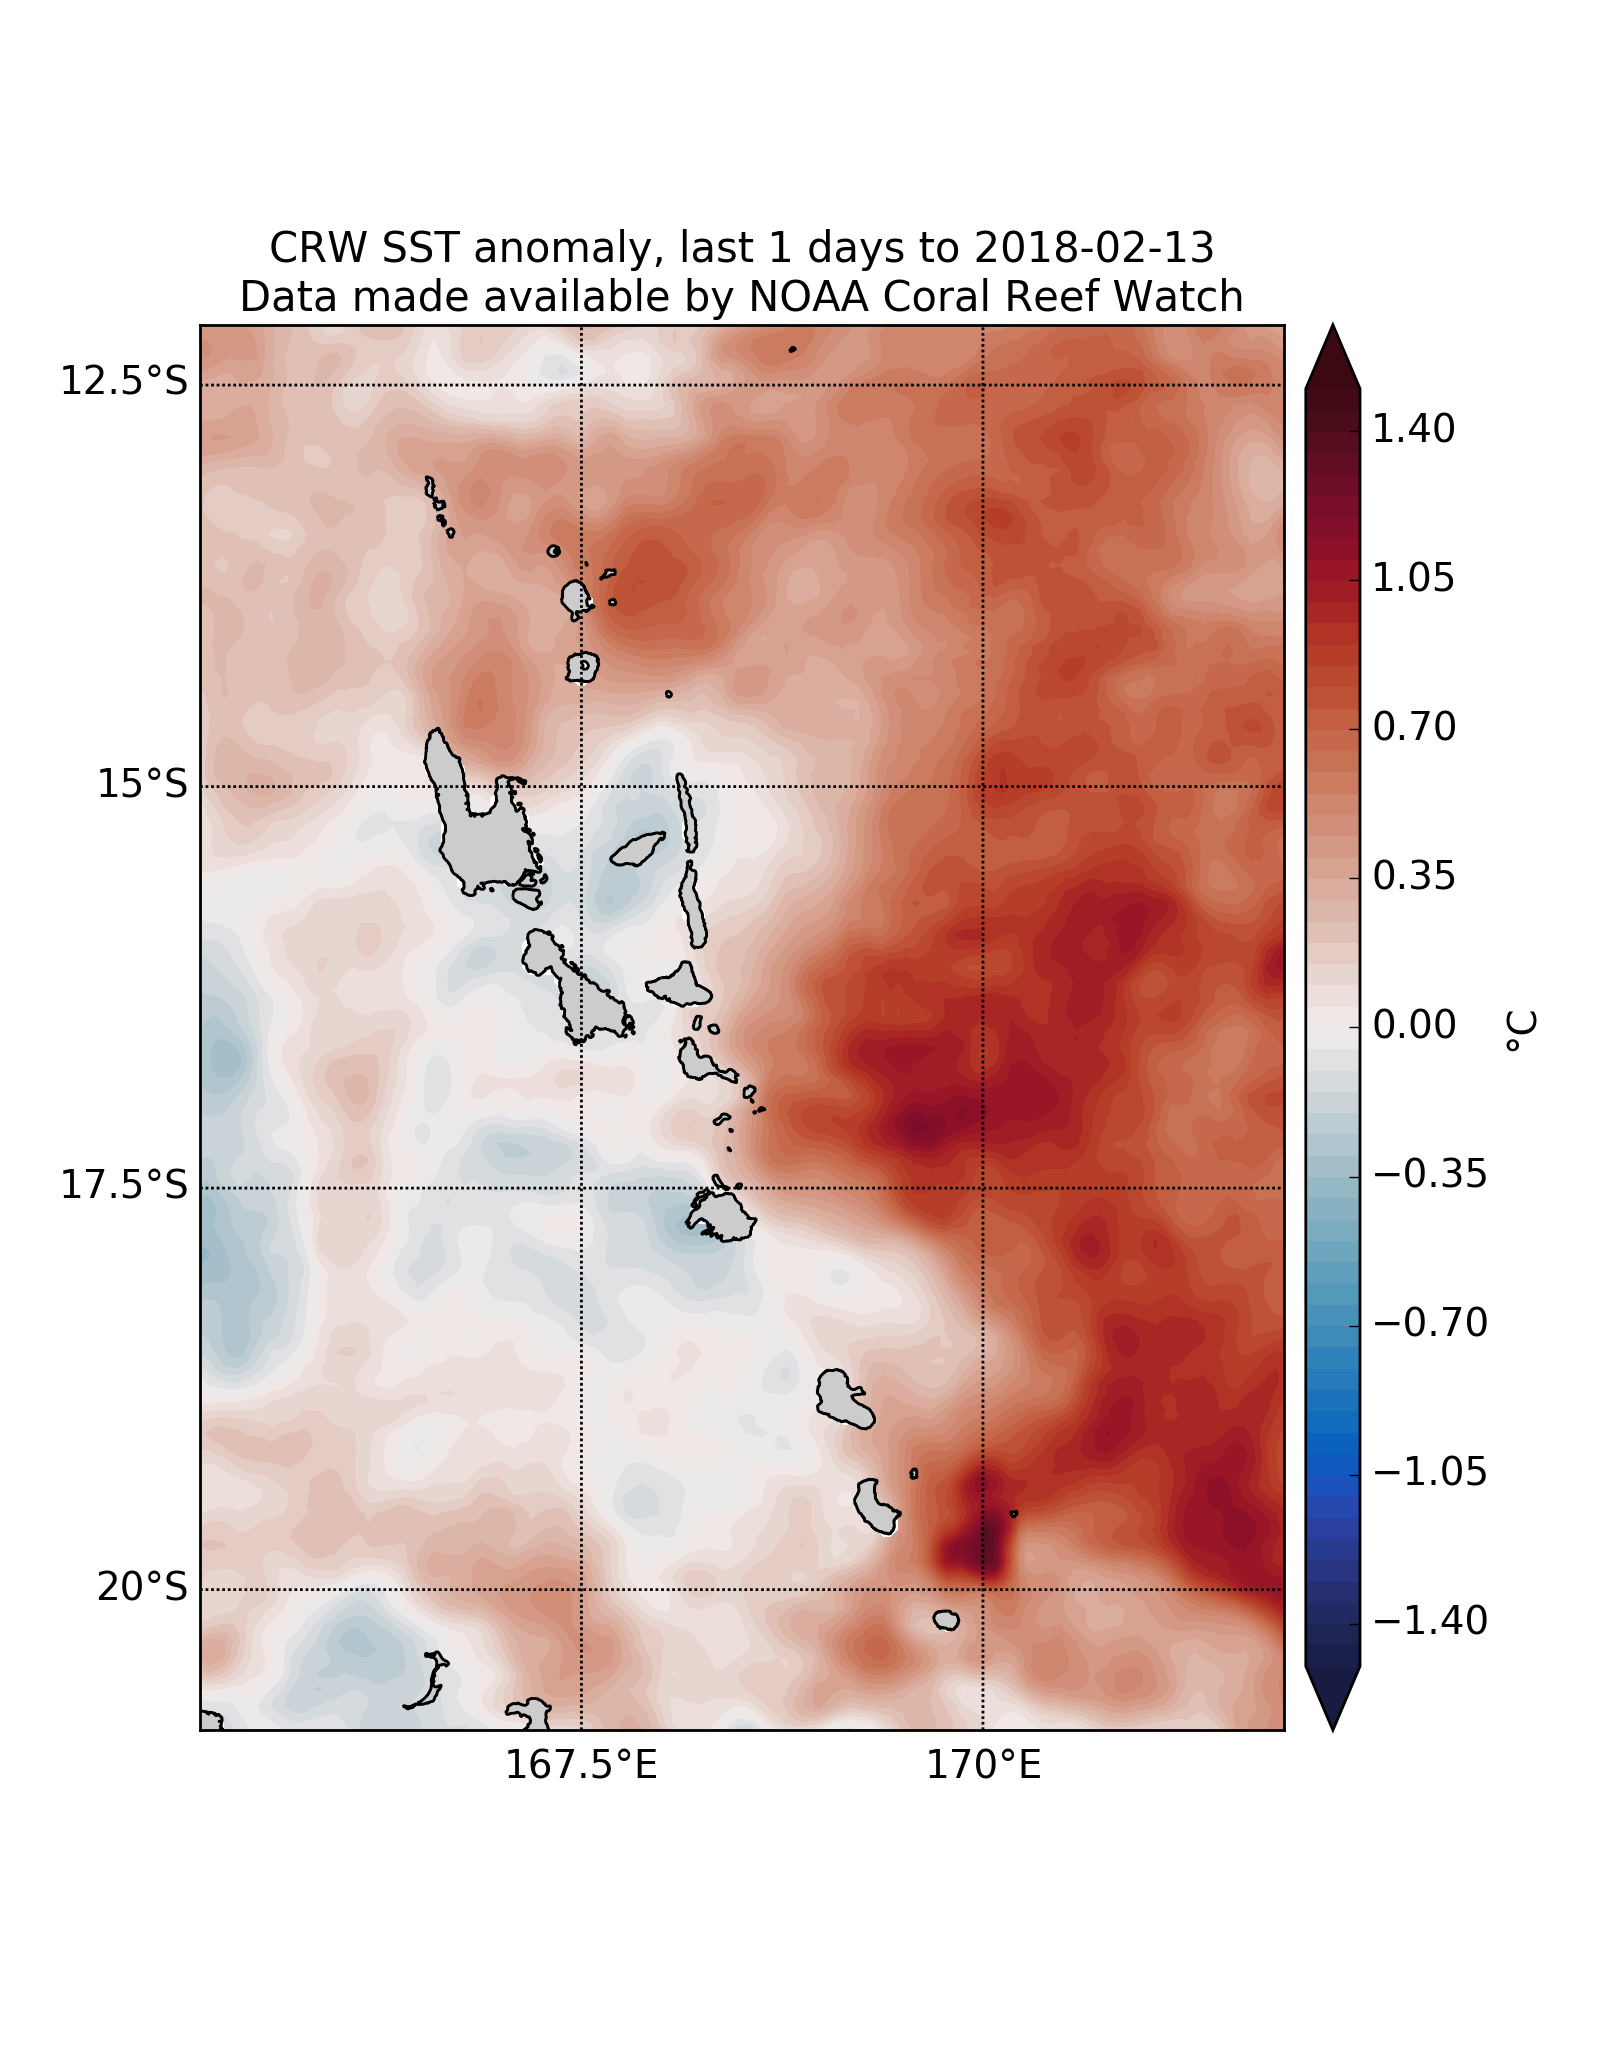 CRW SST anomaly, last 1 days to 2018-02-13
Data made available by NOAA Coral Reef Watch
12.5°S
15°S
17.5°S
20°S
167.5°E
170°E
1.40
1.05
0.70
0.35
0.00
−0.35
−0.70
−1.05
−1.40
°C